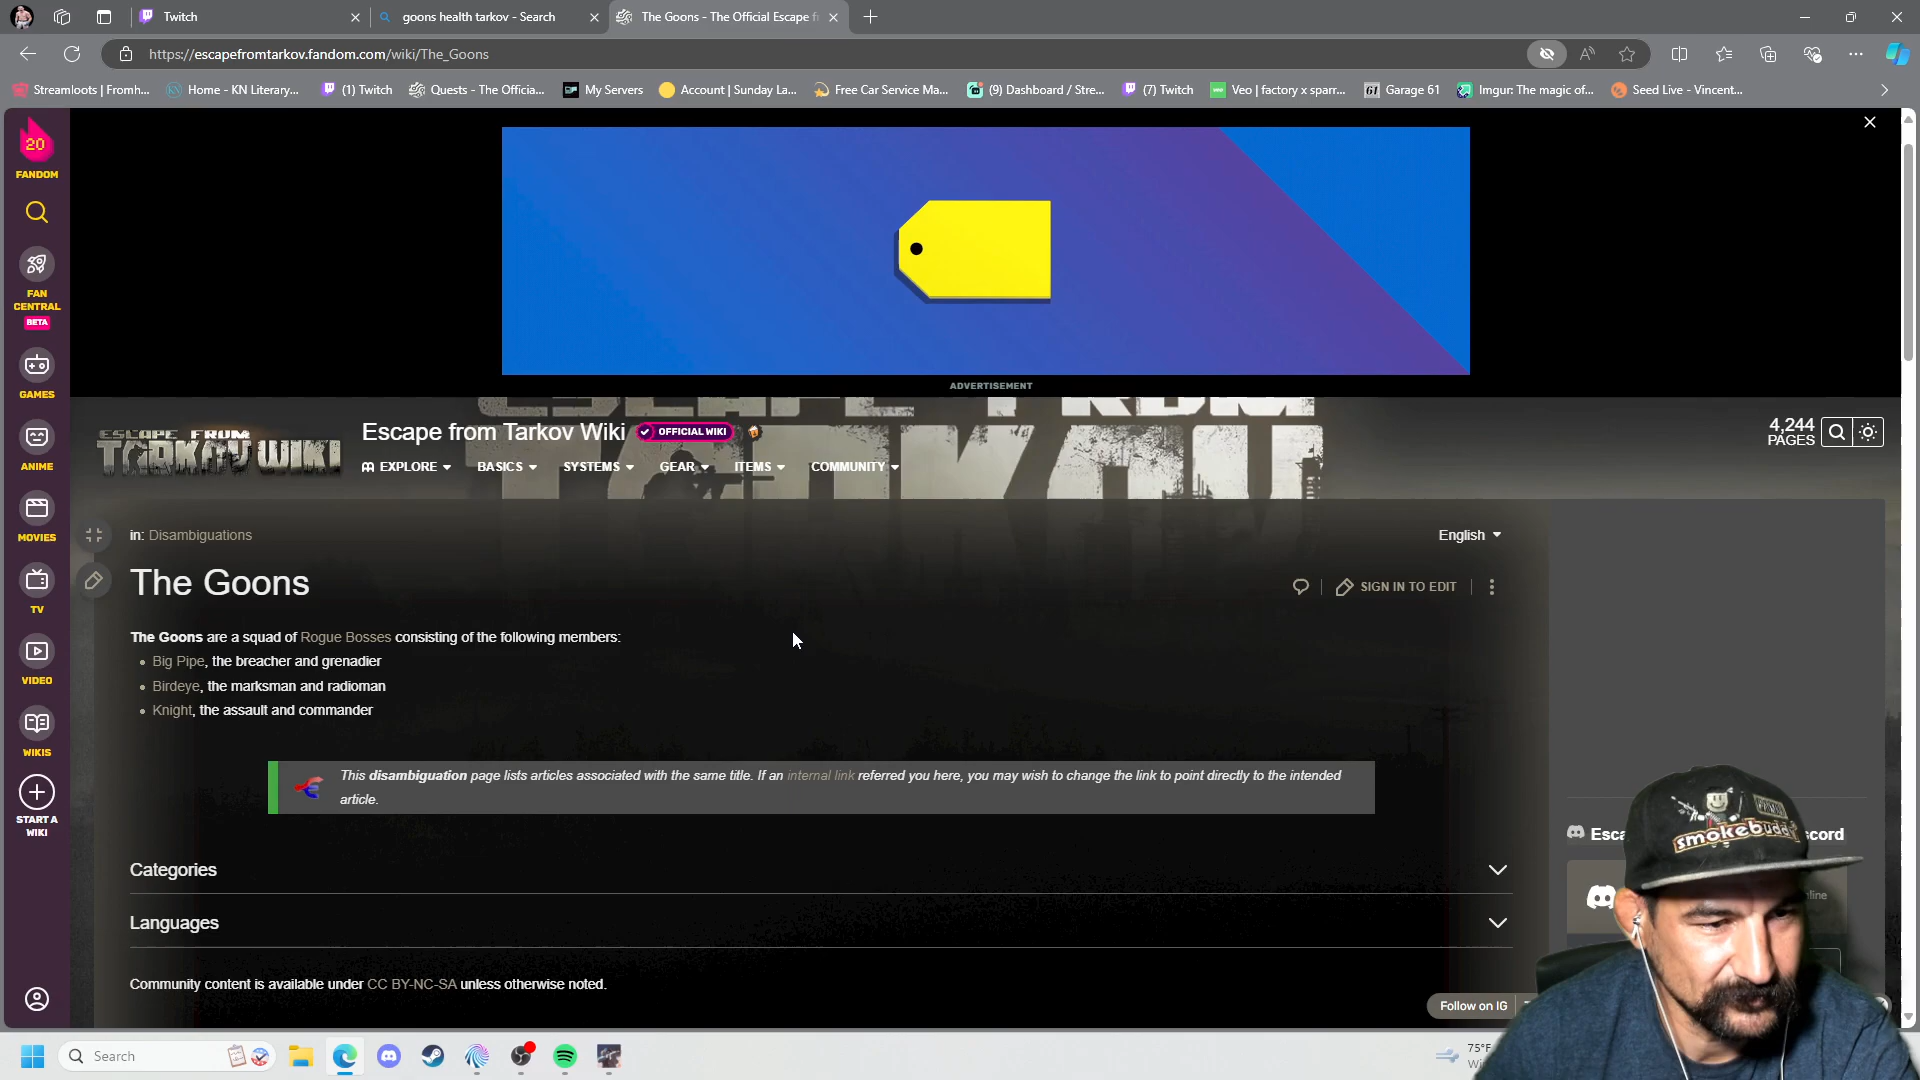 Twitch
goons health tarkov - Search
The Goons - The Official Escape f
https://escapefromtarkov.fandom.com/wiki/The_Goons
Streamloots | Fromh...
Home - KN Literary...
(1) Twitch
Quests - The Officia...
My Servers
Account | Sunday La...
Free Car Service Ma...
(9) Dashboard / Stre...
(7) Twitch
Veo | factory x sparr...
Garage 61
Imgur: The magic of...
Seed Live - Vincent...
20
FANDOM
FAN
CENTRAL
BETA
GAMES
ANIME
MOVIES
TV
VIDEO
WIKIS
START A
WIKI
ADVERTISEMENT
ESCAPE FROM
TARKOV WIKI
Escape from Tarkov Wiki
OFFICIAL WIKI
4,244
PAGES
EXPLORE
BASICS
SYSTEMS
GEAR
ITEMS
COMMUNITY
in: Disambiguations
English
The Goons
SIGN IN TO EDIT
The Goons are a squad of Rogue Bosses consisting of the following members:
• Big Pipe, the breacher and grenadier
• Birdeye, the marksman and radioman
• Knight, the assault and commander
This disambiguation page lists articles associated with the same title. If an internal link referred you here, you may wish to change the link to point directly to the intended
article.
Categories
Languages
Community content is available under CC BY-NC-SA unless otherwise noted.
Follow on IG
Search
75°F